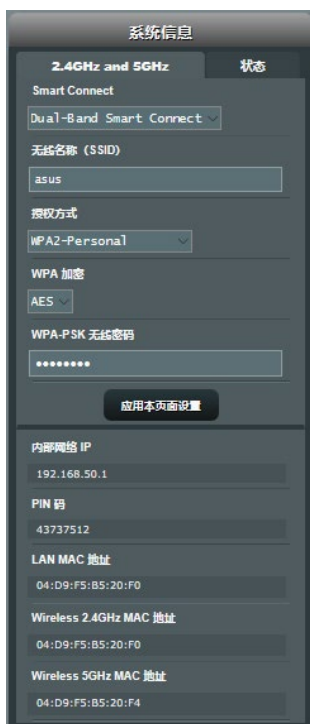 系统信息
2.4GHz and 5GHz 状态
Smart Connect
Dual-Band Smart Connect
无线名称（SSID）
asus
授权方式
WPA2-Personal
WPA 加密
AES
WPA-PSK 无线密码
••••••••
应用本页面设置
内部网络 IP
192.168.50.1
PIN 码
43737512
LAN MAC 地址
04:D9:F5:B5:20:F0
Wireless 2.4GHz MAC 地址
04:D9:F5:B5:20:F0
Wireless 5GHz MAC 地址
04:D9:F5:B5:20:F4